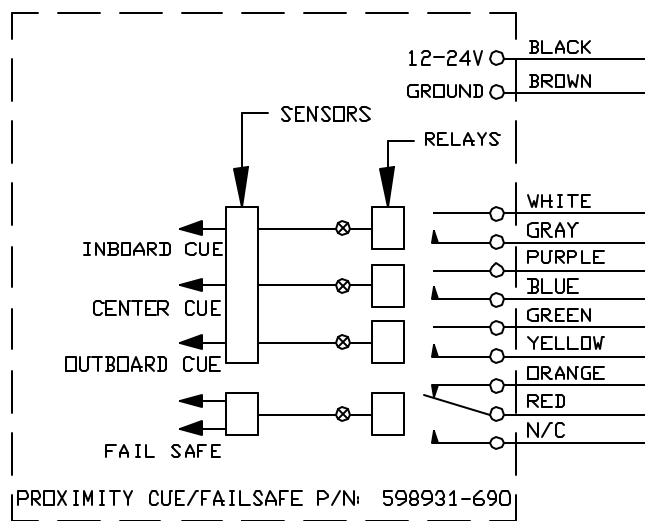 12-24V
BLACK
GROUND
BROWN
SENSORS
RELAYS
WHITE
GRAY
INBOARD CUE
PURPLE
BLUE
CENTER CUE
GREEN
YELLOW
OUTBOARD CUE
ORANGE
RED
N/C
FAIL SAFE
PROXIMITY CUE/FAILSAFE P/N: 598931-690